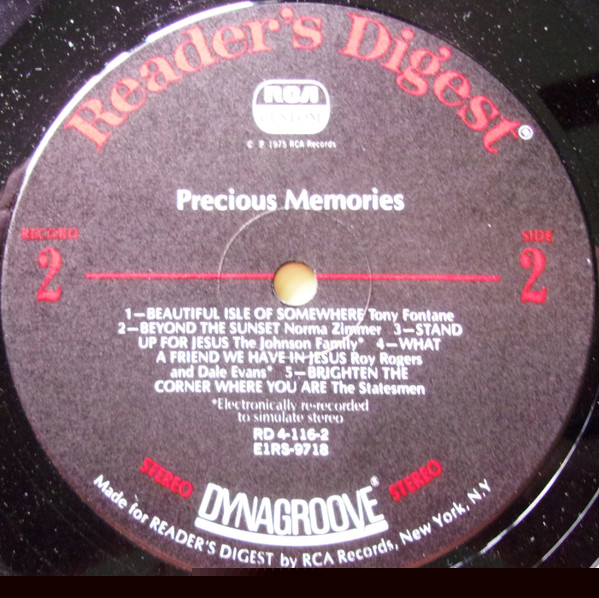 Reader's Digest®
RCA
CUSTOM
© ℗ 1975 RCA Records
Precious Memories
RECORD
2
SIDE
2
1—BEAUTIFUL ISLE OF SOMEWHERE Tony Fontane
2—BEYOND THE SUNSET Norma Zimmer 3—STAND
UP FOR JESUS The Johnson Family* 4—WHAT
A FRIEND WE HAVE IN JESUS Roy Rogers
and Dale Evans* 5—BRIGHTEN THE
CORNER WHERE YOU ARE The Statesmen
*Electronically re-recorded
to simulate stereo
RD 4-116-2
E1RS-9718
STEREO DYNAGROOVE® STEREO
Made for READER'S DIGEST by RCA Records, New York, N.Y